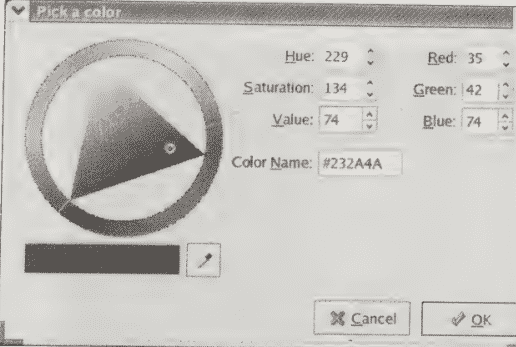 Pick a color
Hue: 229 Red: 35
Saturation: 134 Green: 42
Value: 74 Blue: 74
Color Name: #232A4A
Cancel OK